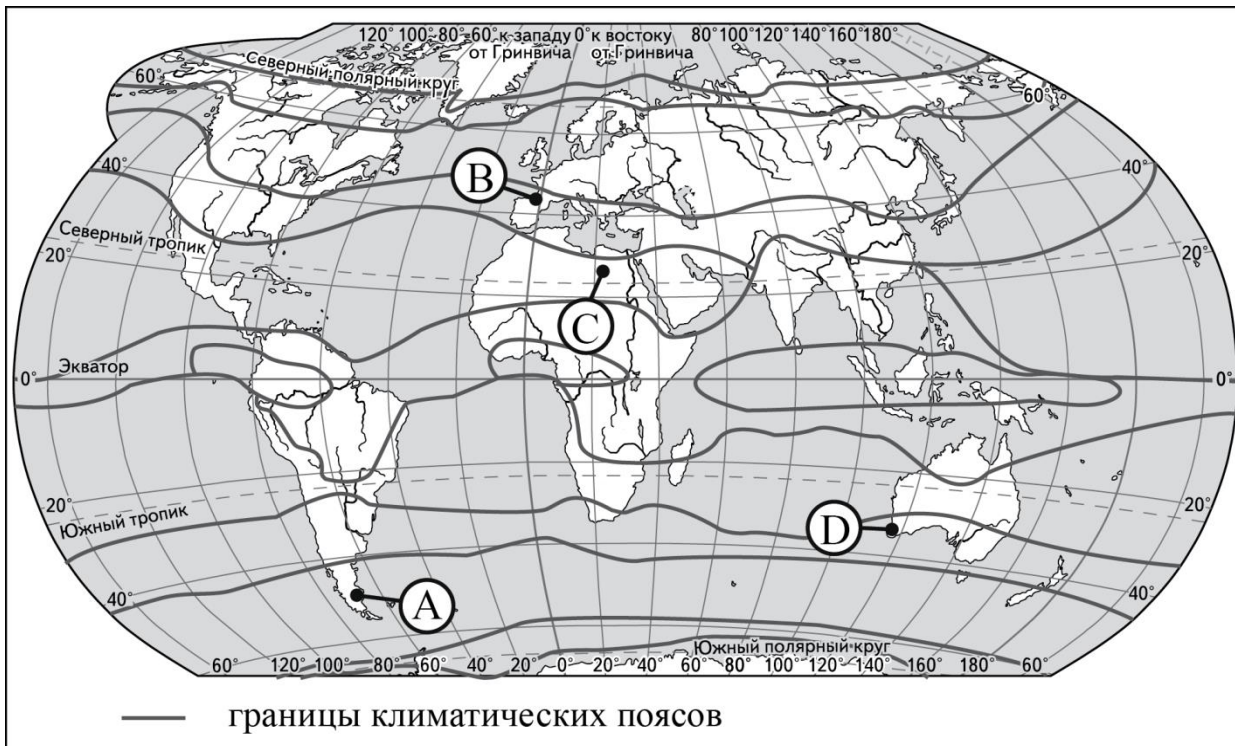 120° 100° 80° 60° к западу 0° к востоку 80° 100° 120° 140° 160° 180°
от Гринвича от Гринвича
Северный полярный круг
60°
60°
40°
40°
B
Северный тропик
20°
20°
C
Экватор
0°
0°
20°
20°
Южный тропик
D
40°
40°
A
Южный полярный круг
60° 120° 100° 80° 60° 40° 20° 0° 20° 40° 60° 80° 100° 120° 140° 160° 180° 60°
границы климатических поясов